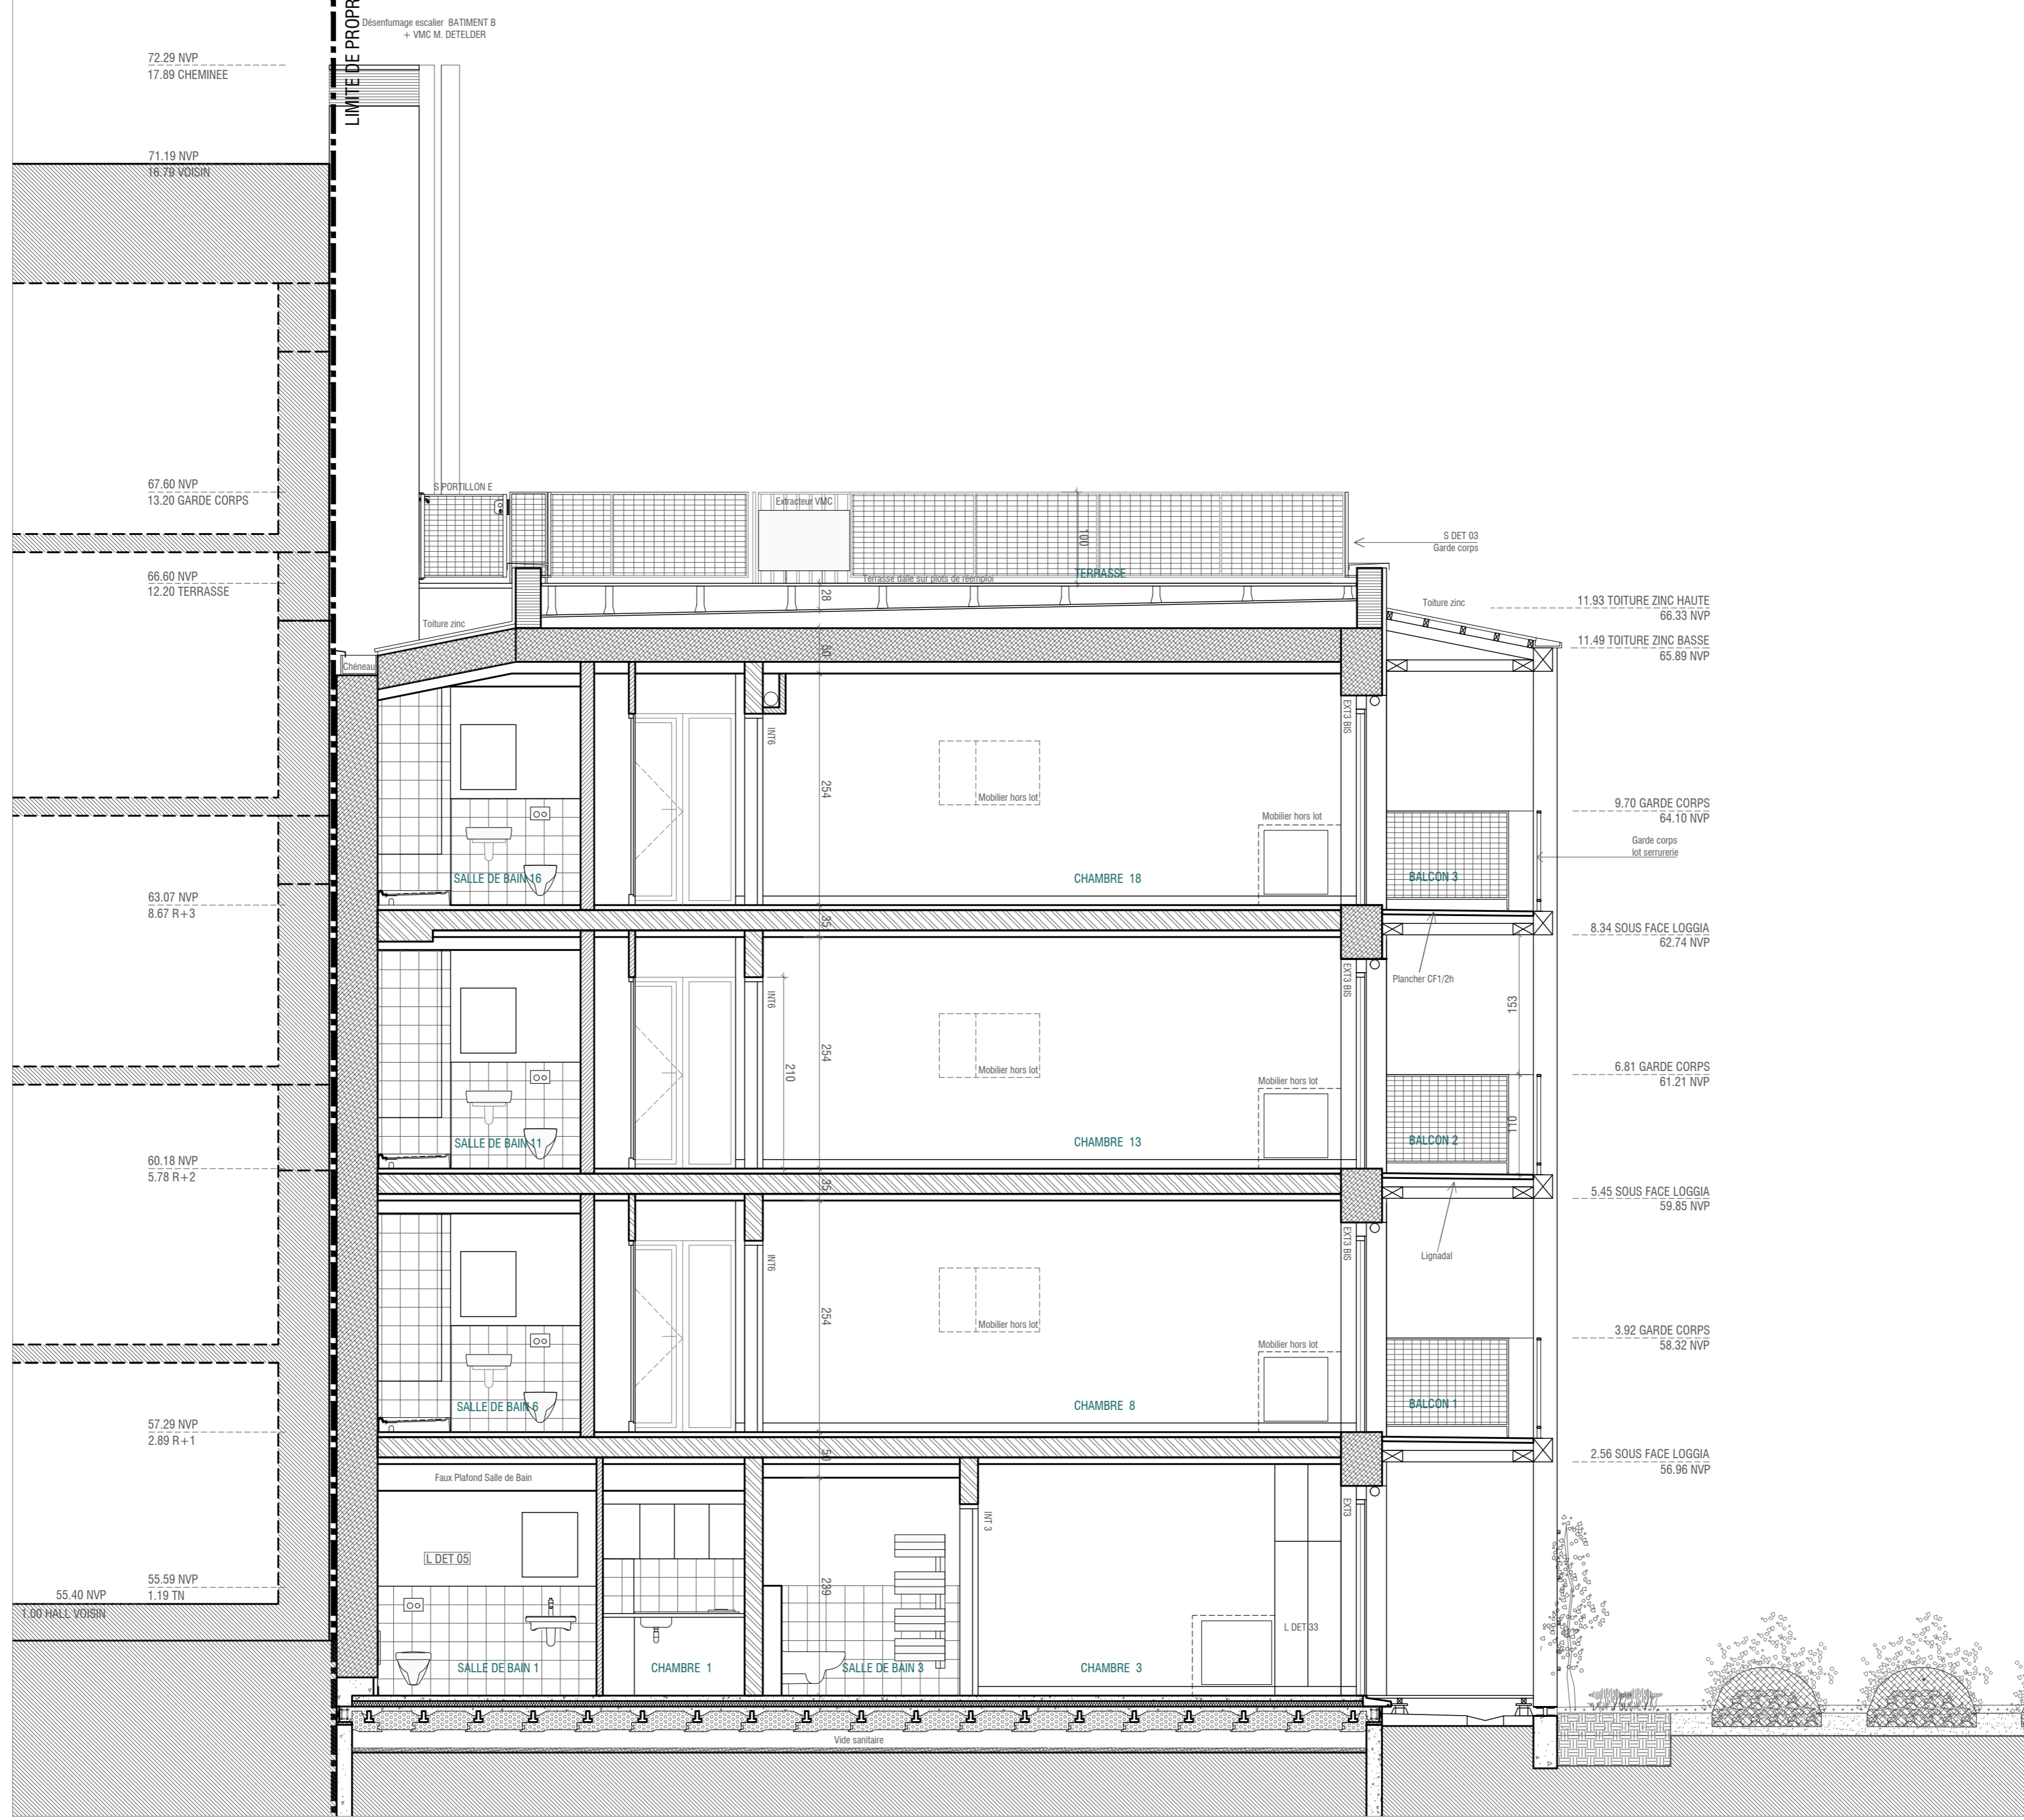 Désenfumage escalier BATIMENT B
+ VMC M. DETELDER
LIMITE DE PROPR
72.29 NVP
17.89 CHEMINEE
71.19 NVP
16.79 VOISIN
67.60 NVP
13.20 GARDE CORPS
S PORTILLON E
Extracteur VMC
100
S DET 03
Garde corps
66.60 NVP
12.20 TERRASSE
TERRASSE
Terrasse dalle sur plots de réemploi
28
Toiture zinc
Toiture zinc
11.93 TOITURE ZINC HAUTE
66.33 NVP
11.49 TOITURE ZINC BASSE
65.89 NVP
Chéneau
50
INT6
EXT3 BIS
254
Mobilier hors lot
Mobilier hors lot
9.70 GARDE CORPS
64.10 NVP
Garde corps
lot serrurerie
SALLE DE BAIN 16
CHAMBRE 18
BALCON 3
63.07 NVP
8.67 R+3
35
8.34 SOUS FACE LOGGIA
62.74 NVP
Plancher CF1/2h
INT6
EXT3 BIS
153
254
210
Mobilier hors lot
Mobilier hors lot
6.81 GARDE CORPS
61.21 NVP
110
SALLE DE BAIN 11
CHAMBRE 13
BALCON 2
60.18 NVP
5.78 R+2
35
5.45 SOUS FACE LOGGIA
59.85 NVP
Lignadal
INT6
EXT3 BIS
254
Mobilier hors lot
Mobilier hors lot
3.92 GARDE CORPS
58.32 NVP
SALLE DE BAIN 6
CHAMBRE 8
BALCON 1
57.29 NVP
2.89 R+1
50
2.56 SOUS FACE LOGGIA
56.96 NVP
Faux Plafond Salle de Bain
INT 3
EXT3
L DET 05
239
55.59 NVP
1.19 TN
55.40 NVP
1.00 HALL VOISIN
L DET 33
SALLE DE BAIN 1
CHAMBRE 1
SALLE DE BAIN 3
CHAMBRE 3
Vide sanitaire